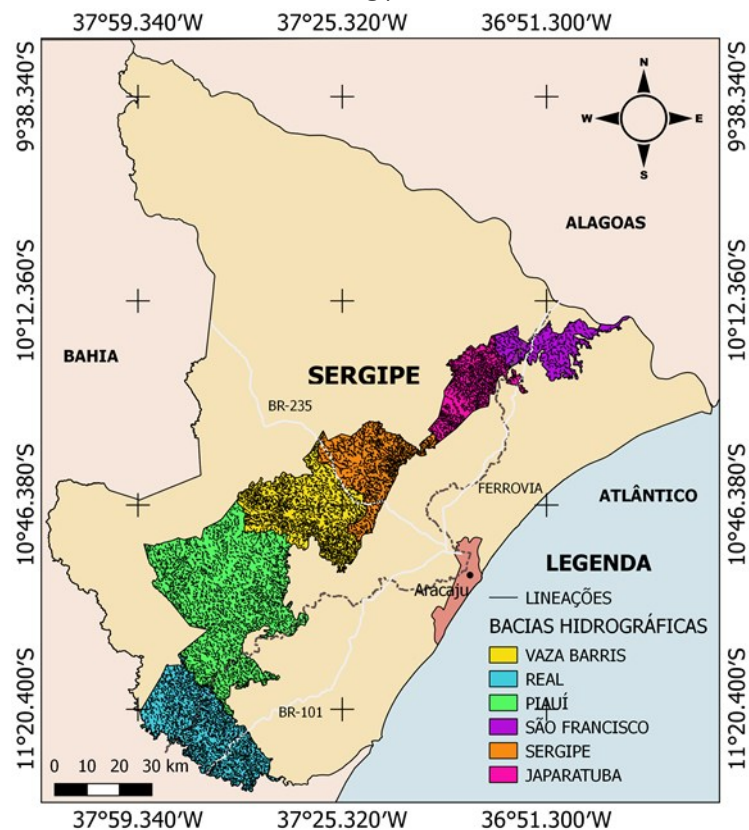 37°59.340'W 37°25.320'W 36°51.300'W
9°38.340'S
9°38.340'S
N
W E
S
ALAGOAS
10°12.360'S
10°12.360'S
BAHIA
SERGIPE
BR-235
FERROVIA
ATLÂNTICO
10°46.380'S
10°46.380'S
Aracaju
LEGENDA
LINEAÇÕES
BACIAS HIDROGRÁFICAS
VAZA BARRIS
REAL
PIAUÍ
SÃO FRANCISCO
SERGIPE
JAPARATUBA
BR-101
11°20.400'S
11°20.400'S
0 10 20 30 km
37°59.340'W 37°25.320'W 36°51.300'W